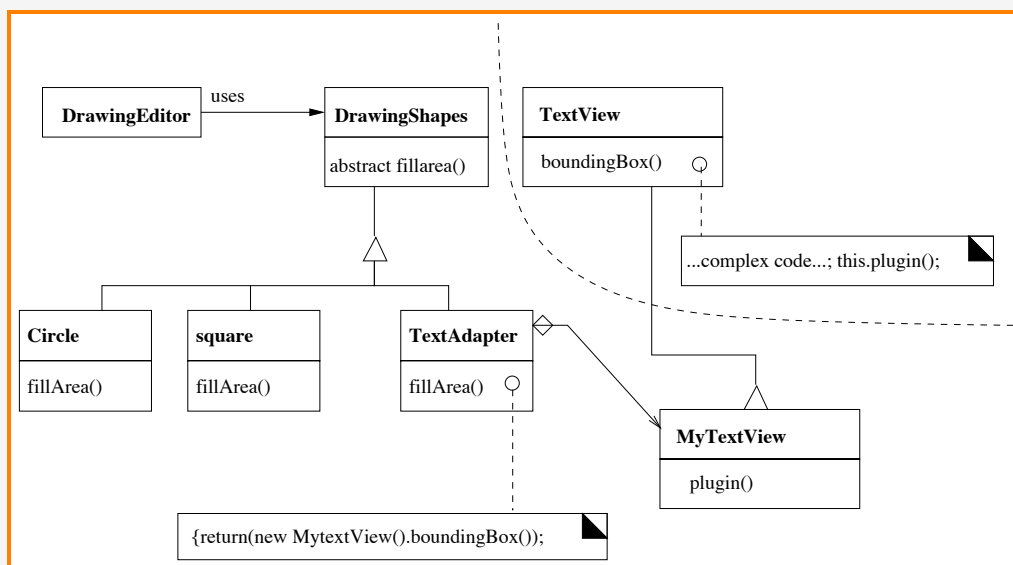 uses
DrawingEditor
DrawingShapes
abstract fillarea()
TextView
boundingBox()
...complex code...; this.plugin();
Circle
fillArea()
square
fillArea()
TextAdapter
fillArea()
MyTextView
plugin()
{return(new MytextView().boundingBox());